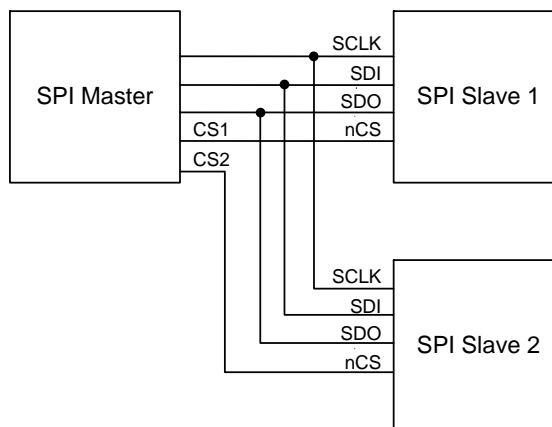 SCLK
SDI
SPI Master
SPI Slave 1
SDO
CS1
nCS
CS2
SCLK
SDI
SDO
SPI Slave 2
nCS